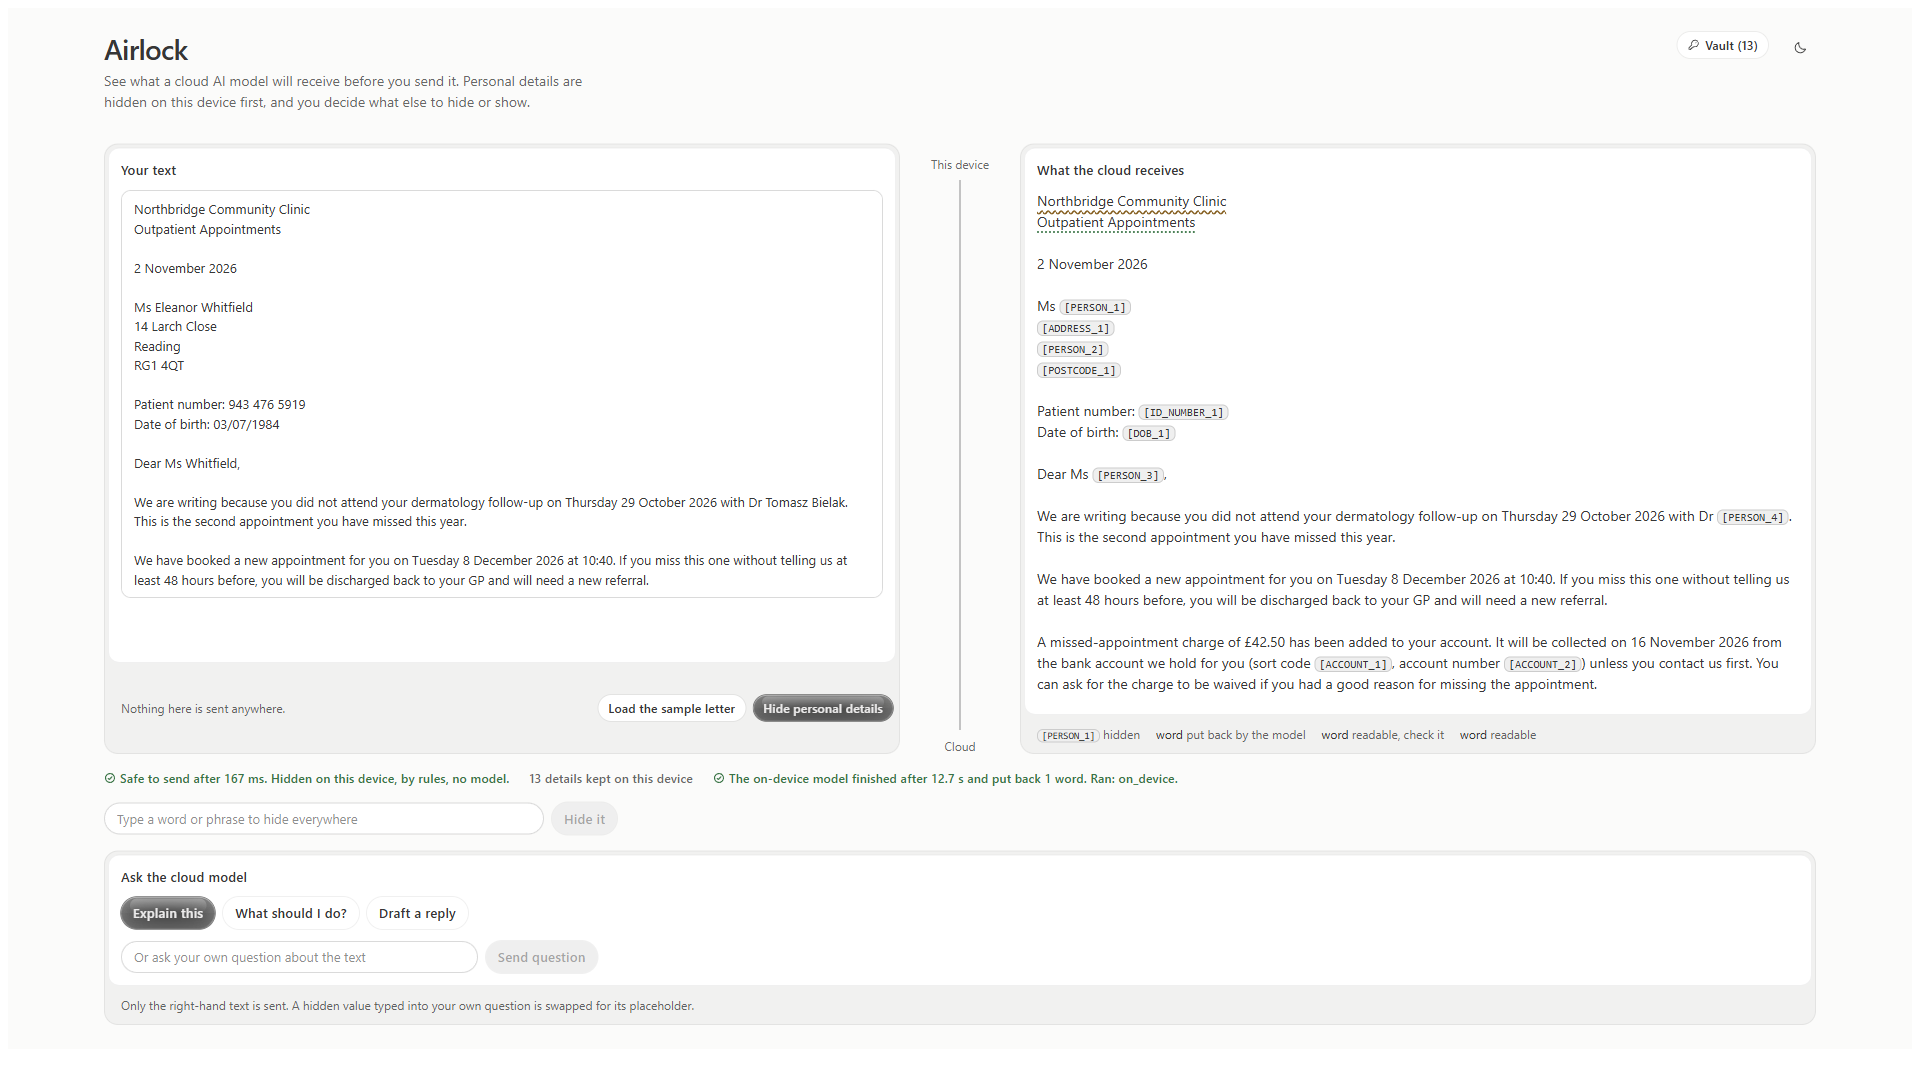 Airlock
See what a cloud AI model will receive before you send it. Personal details are
hidden on this device first, and you decide what else to hide or show.
Vault (13)
Your text
Northbridge Community Clinic
Outpatient Appointments
2 November 2026
Ms Eleanor Whitfield
14 Larch Close
Reading
RG1 4QT
Patient number: 943 476 5919
Date of birth: 03/07/1984
Dear Ms Whitfield,
We are writing because you did not attend your dermatology follow-up on Thursday 29 October 2026 with Dr Tomasz Bielak.
This is the second appointment you have missed this year.
We have booked a new appointment for you on Tuesday 8 December 2026 at 10:40. If you miss this one without telling us at
least 48 hours before, you will be discharged back to your GP and will need a new referral.
Nothing here is sent anywhere.
Load the sample letter
Hide personal details
This device
Cloud
What the cloud receives
Northbridge Community Clinic
Outpatient Appointments
2 November 2026
Ms [PERSON_1]
[ADDRESS_1]
[PERSON_2]
[POSTCODE_1]
Patient number: [ID_NUMBER_1]
Date of birth: [DOB_1]
Dear Ms [PERSON_3],
We are writing because you did not attend your dermatology follow-up on Thursday 29 October 2026 with Dr [PERSON_4].
This is the second appointment you have missed this year.
We have booked a new appointment for you on Tuesday 8 December 2026 at 10:40. If you miss this one without telling us
at least 48 hours before, you will be discharged back to your GP and will need a new referral.
A missed-appointment charge of £42.50 has been added to your account. It will be collected on 16 November 2026 from
the bank account we hold for you (sort code [ACCOUNT_1], account number [ACCOUNT_2]) unless you contact us first. You
can ask for the charge to be waived if you had a good reason for missing the appointment.
[PERSON_1] hidden word put back by the model word readable, check it word readable
Safe to send after 167 ms. Hidden on this device, by rules, no model. 13 details kept on this device The on-device model finished after 12.7 s and put back 1 word. Ran: on_device.
Type a word or phrase to hide everywhere
Hide it
Ask the cloud model
Explain this
What should I do?
Draft a reply
Or ask your own question about the text
Send question
Only the right-hand text is sent. A hidden value typed into your own question is swapped for its placeholder.